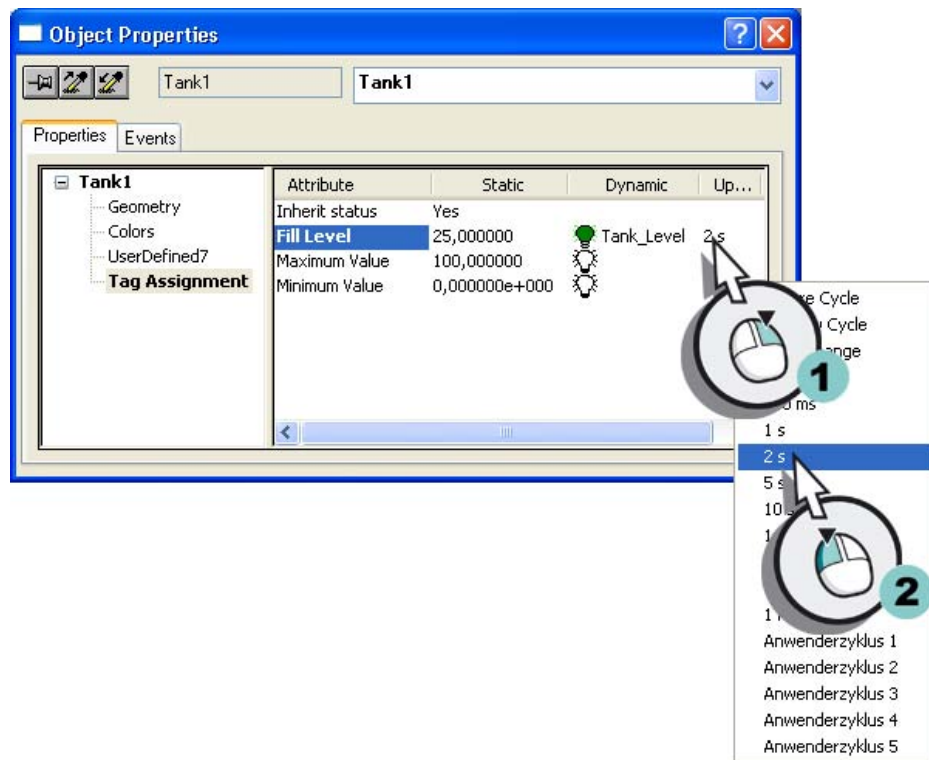 Object Properties
Tank1 Tank1
Properties Events
Tank1
Geometry
Colors
UserDefined7
Tag Assignment
Attribute Static Dynamic Up...
Inherit status Yes
Fill Level 25,000000 Tank_Level 2 s
Maximum Value 100,000000
Minimum Value 0,000000e+000
Cycle
Cycle
1
ms
1 s
2 s
5 s
10
2
Anwenderzyklus 1
Anwenderzyklus 2
Anwenderzyklus 3
Anwenderzyklus 4
Anwenderzyklus 5